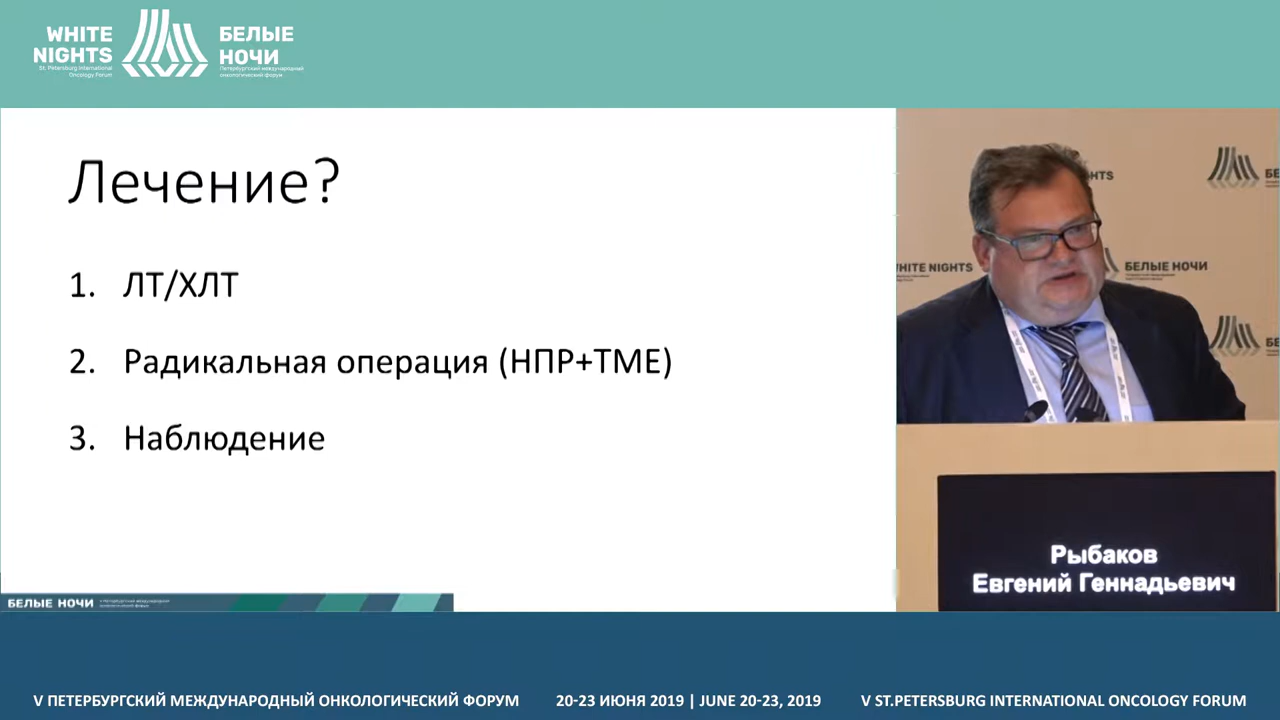 WHITE
NIGHTS
St. Petersburg International
Oncology Forum
БЕЛЫЕ
НОЧИ
Петербургский международный
онкологический форум
Лечение?
1. ЛТ/ХЛТ
2. Радикальная операция (НПР+ТМЕ)
3. Наблюдение
БЕЛЫЕ НОЧИ
NIGHTS
БЕ
WHITE NIGHTS
БЕЛЫЕ НОЧИ
БЕ
Рыбаков
Евгений Геннадьевич
V ПЕТЕРБУРГСКИЙ МЕЖДУНАРОДНЫЙ ОНКОЛОГИЧЕСКИЙ ФОРУМ
20-23 ИЮНЯ 2019 | JUNE 20-23, 2019
V ST.PETERSBURG INTERNATIONAL ONCOLOGY FORUM